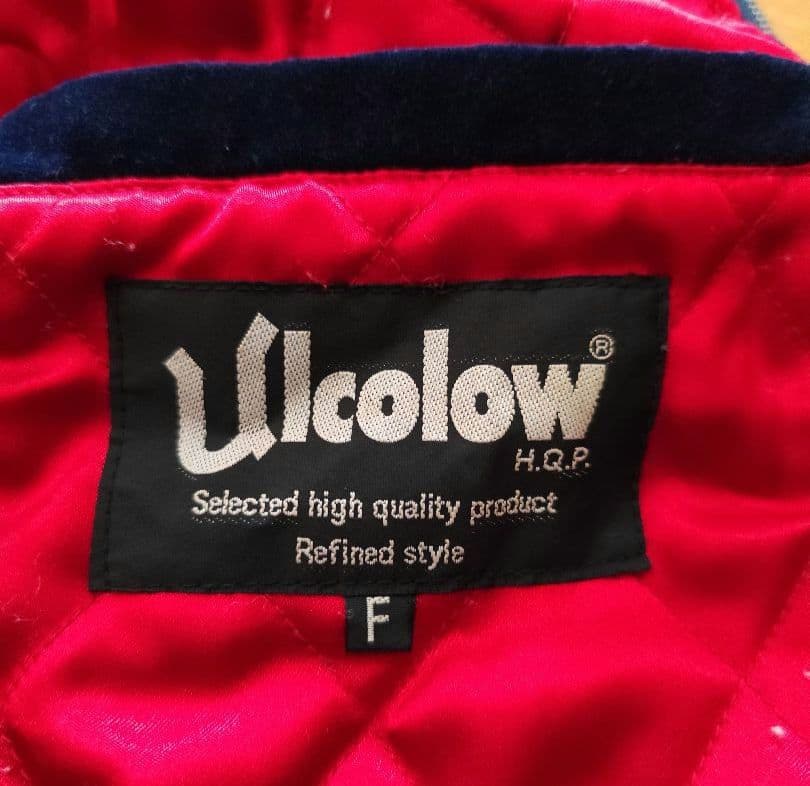 Ulcolow®
H.Q.P.
Selected high quality product
Refined style
F